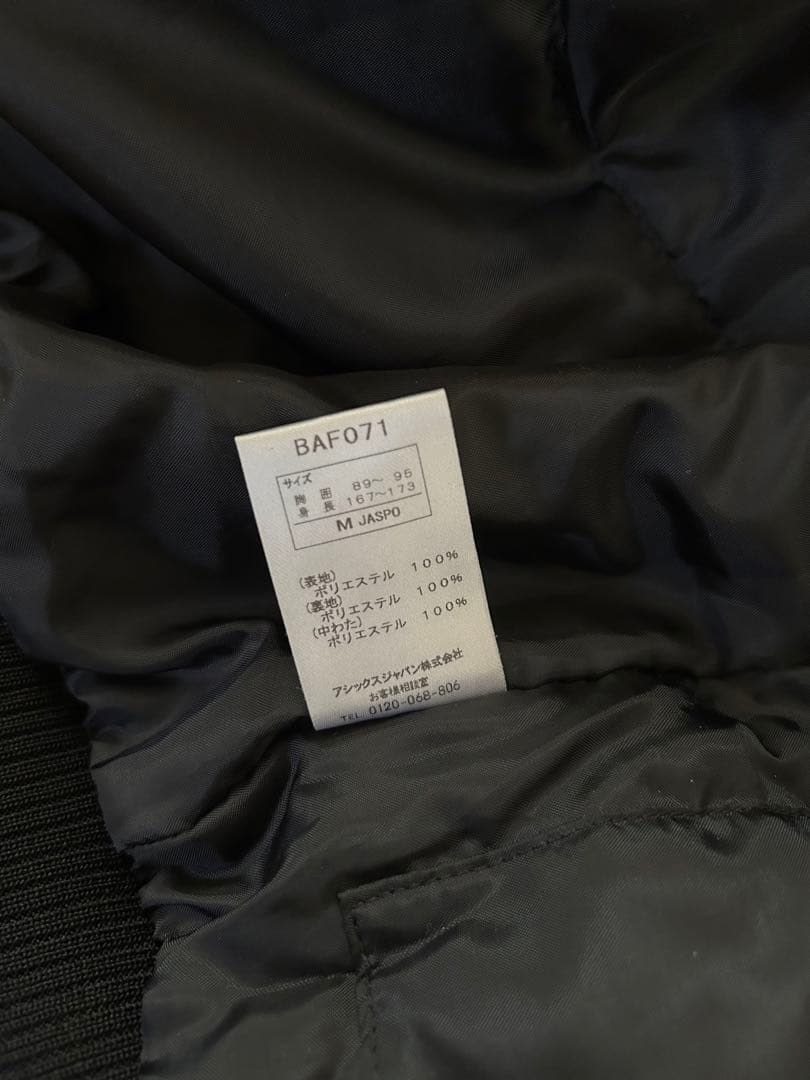 BAF071
サイズ
胸 囲 89～ 95
身 長 167～173
M JASPO
(表地)
ポリエステル 100%
(裏地)
ポリエステル 100%
(中わた)
ポリエステル 100%
アシックスジャパン株式会社
お客様相談室
TEL. 0120-068-806